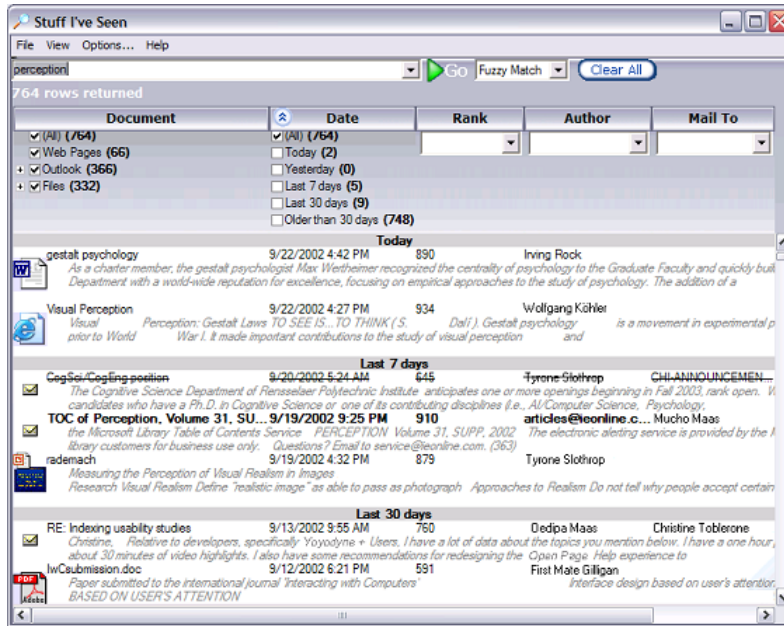 Stuff I've Seen
File View Options... Help
perception Go Fuzzy Match Clear All
764 rows returned
Document Date Rank Author Mail To
(All) (764) (All) (764)
Web Pages (66) Today (2)
Outlook (366) Yesterday (0)
Files (332) Last 7 days (5)
Last 30 days (9)
Older than 30 days (748)
Today
gestalt psychology 9/22/2002 4:42 PM 890 Irving Rock
As a charter member, the gestalt psychologist Max Wertheimer recognized the centrality of psychology to the Graduate Faculty and quickly buil
Department with a world-wide reputation for excellence, focusing on empirical approaches to the study of psychology. The addition of a
Visual Perception 9/22/2002 4:27 PM 934 Wolfgang Köhler
Visual Perception: Gestalt Laws TO SEE IS...TO THINK ( S. Dalí ). Gestalt psychology is a movement in experimental p
prior to World War I. It made important contributions to the study of visual perception and
Last 7 days
CogSci/CogEng position 9/20/2002 5:24 AM 645 Tyrone Slothrop CHI-ANNOUNCEMEN...
The Cognitive Science Department of Rensselaer Polytechnic Institute anticipates one or more openings beginning in Fall 2003, rank open.
candidates who have a Ph.D. in Cognitive Science or one of its contributing disciplines (i.e., AI/Computer Science, Psychology,
TOC of Perception, Volume 31, SU... 9/19/2002 9:25 PM 910 articles@ieonline.c... Mucho Maas
the Microsoft Library Table of Contents Service PERCEPTION Volume 31, SUPP, 2002 The electronic alerting service is provided by the
library customers for business use only. Questions? Email to service@ieonline.com. (363)
rademach 9/19/2002 4:32 PM 879 Tyrone Slothrop
Measuring the Perception of Visual Realism in Images
Research Visual Realism Define "realistic image" as able to pass as photograph Approaches to Realism Do not tell why people accept certain
Last 30 days
RE: Indexing usability studies 9/13/2002 9:55 AM 760 Oedipa Maas Christine Toblerone
Christine, Relative to developers, specifically Yoyodyne + Users, I have a lot of data about the topics you mention below. I have a one hour,
about 30 minutes of video highlights. I also have some recommendations for redesigning the Open Page Help experience to
IwCsubmission.doc 9/12/2002 6:21 PM 591 First Mate Gilligan
Paper submitted to the international journal 'Interacting with Computers' Interface design based on user's attention
BASED ON USER'S ATTENTION